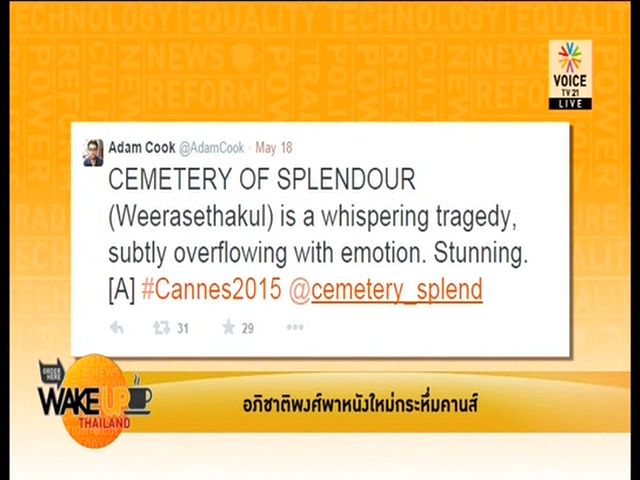 VOICE
TV 21
LIVE
Adam Cook @AdamCook · May 18
CEMETERY OF SPLENDOUR
(Weerasethakul) is a whispering tragedy,
subtly overflowing with emotion. Stunning.
[A] #Cannes2015 @cemetery_splend
31 29
ORDER
HERE
WAKE UP
THAILAND
อภิชาติพงศ์พาหนังใหม่กระหึ่มคานส์